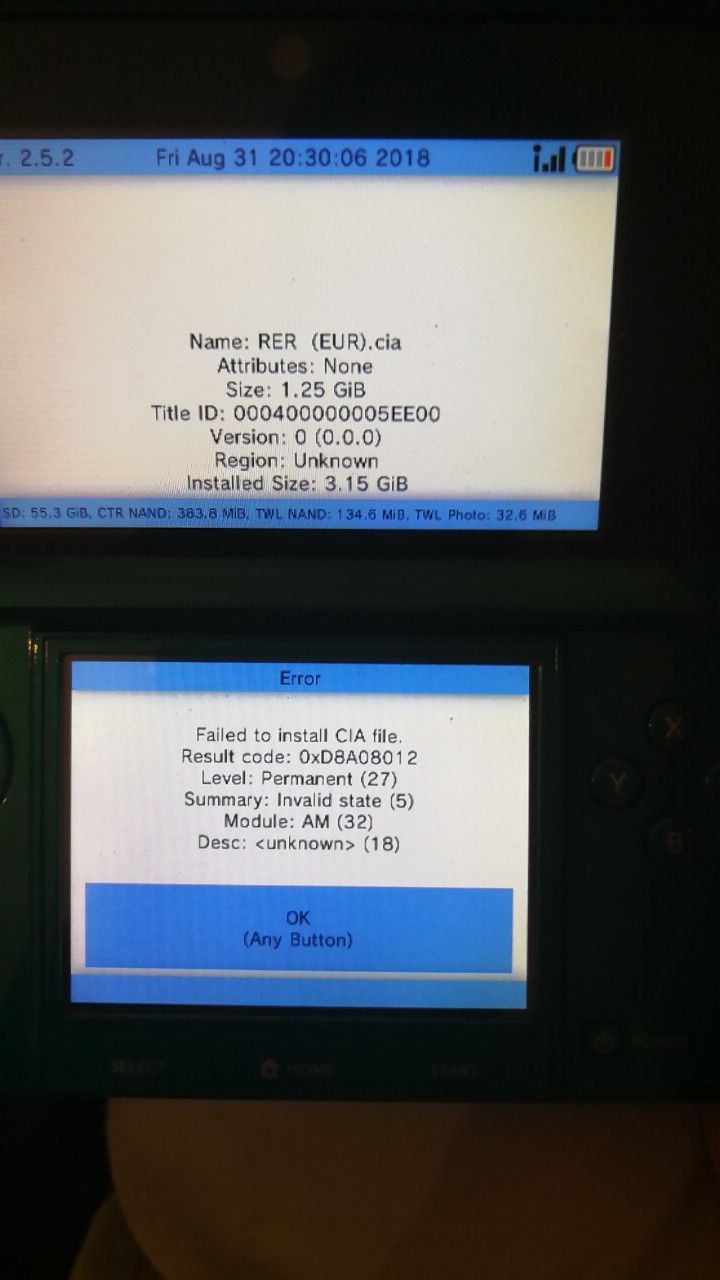 r. 2.5.2 Fri Aug 31 20:30:06 2018
Name: RER (EUR).cia
Attributes: None
Size: 1.25 GiB
Title ID: 000400000005EE00
Version: 0 (0.0.0)
Region: Unknown
Installed Size: 3.15 GiB
SD: 55.3 GiB, CTR NAND: 383.8 MiB, TWL NAND: 134.6 MiB, TWL Photo: 32.6 MiB
Error
Failed to install CIA file.
Result code: 0xD8A08012
Level: Permanent (27)
Summary: Invalid state (5)
Module: AM (32)
Desc: <unknown> (18)
OK
(Any Button)
X
Y
B
SELECT HOME START POWER